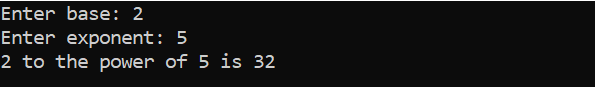 Enter base: 2
Enter exponent: 5
2 to the power of 5 is 32